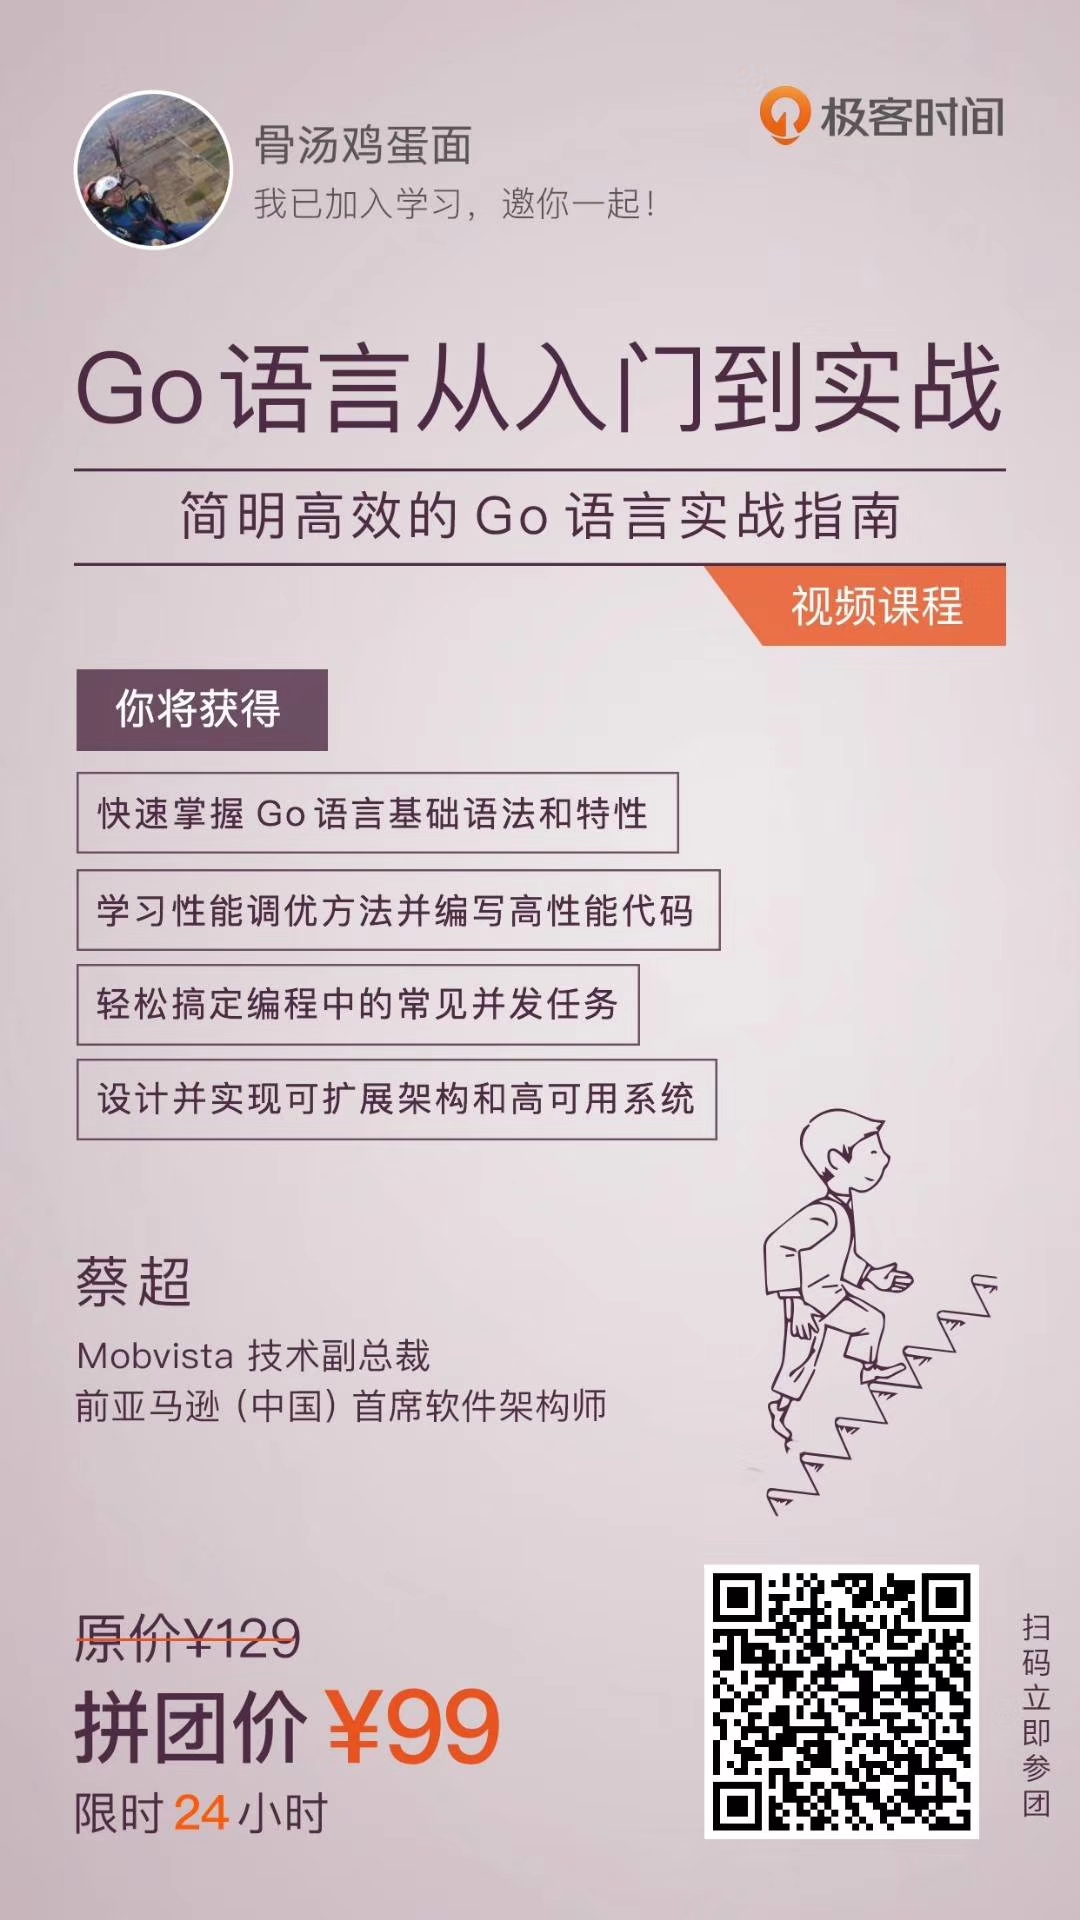 骨汤鸡蛋面
我已加入学习，邀你一起！
极客时间
Go 语言从入门到实战
简明高效的 Go 语言实战指南
视频课程
你将获得
快速掌握 Go 语言基础语法和特性
学习性能调优方法并编写高性能代码
轻松搞定编程中的常见并发任务
设计并实现可扩展架构和高可用系统
蔡超
Mobvista 技术副总裁
前亚马逊（中国）首席软件架构师
原价¥129
拼团价 ¥99
限时 24 小时
扫码立即参团